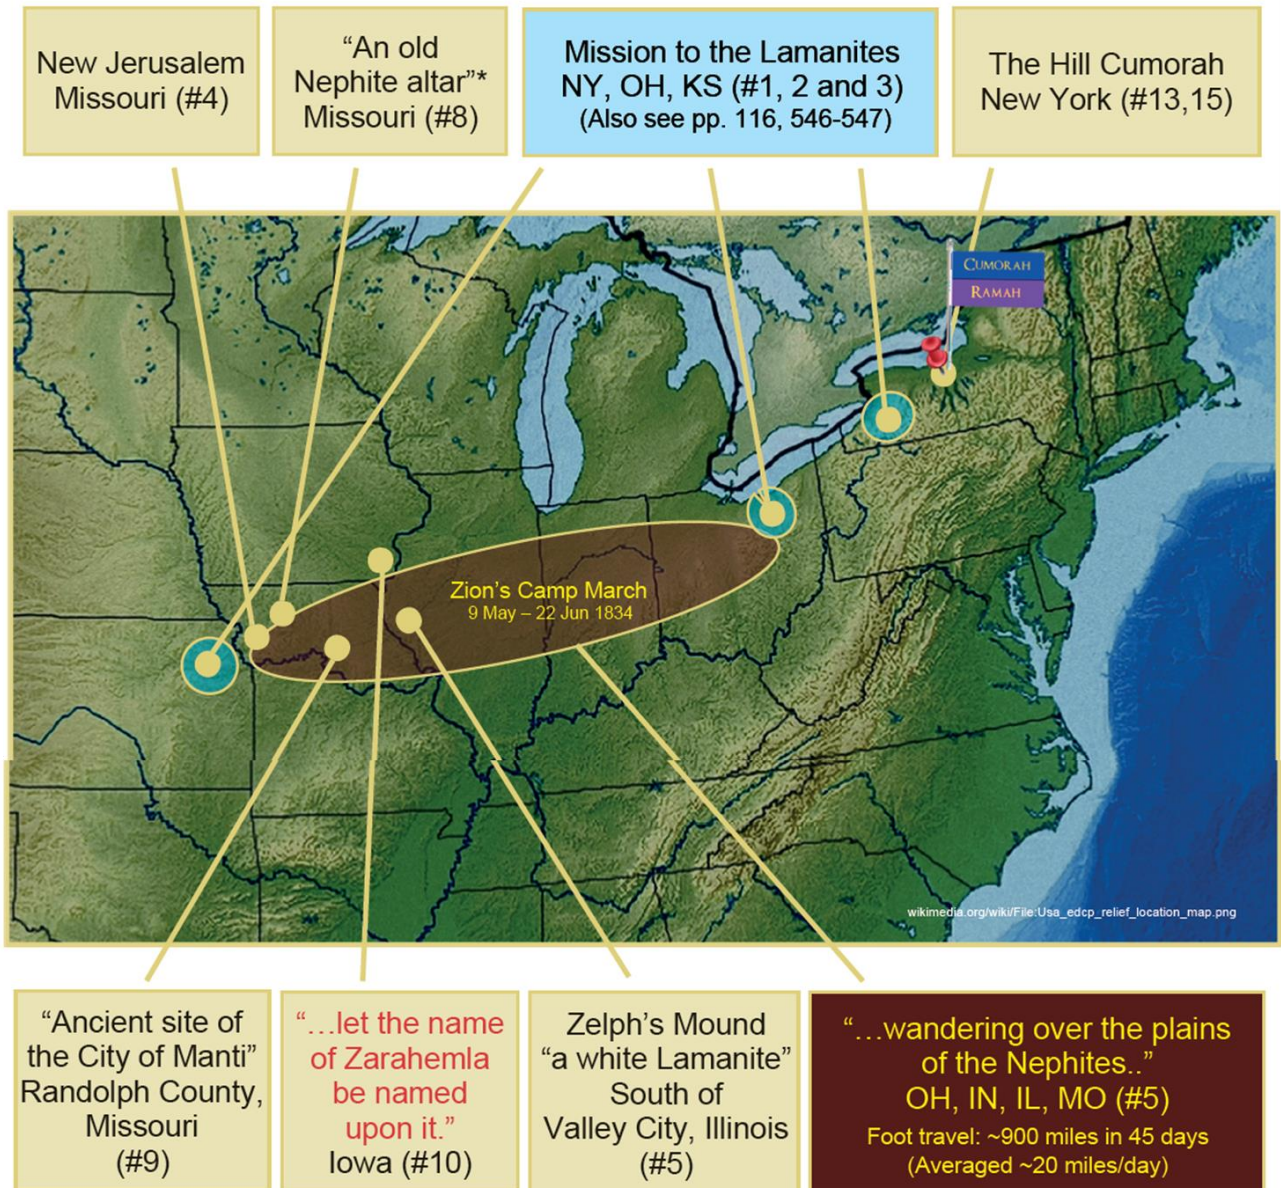 New Jerusalem
Missouri (#4)
“An old
Nephite altar”*
Missouri (#8)
Mission to the Lamanites
NY, OH, KS (#1, 2 and 3)
(Also see pp. 116, 546-547)
The Hill Cumorah
New York (#13,15)
CUMORAH
RAMAH
Zion’s Camp March
9 May – 22 Jun 1834
wikimedia.org/wiki/File:Usa_edcp_relief_location_map.png
“Ancient site of
the City of Manti”
Randolph County,
Missouri
(#9)
“...let the name
of Zarahemla
be named
upon it.”
Iowa (#10)
Zelph’s Mound
“a white Lamanite”
South of
Valley City, Illinois
(#5)
“...wandering over the plains
of the Nephites..”
OH, IN, IL, MO (#5)
Foot travel: ~900 miles in 45 days
(Averaged ~20 miles/day)